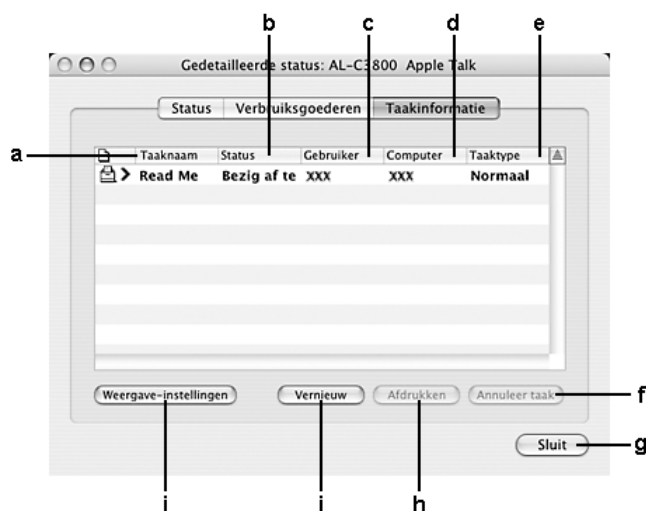 b c d e
Gedetailleerde status: AL-C3800 Apple Talk
Status Verbruiksgoederen Taakinformatie
a
Taaknaam Status Gebruiker Computer Taaktype
Read Me Bezig af te XXX XXX Normaal
Weergave-instellingen Vernieuw Afdrukken Annuleer taak
f
Sluit
g
i i h